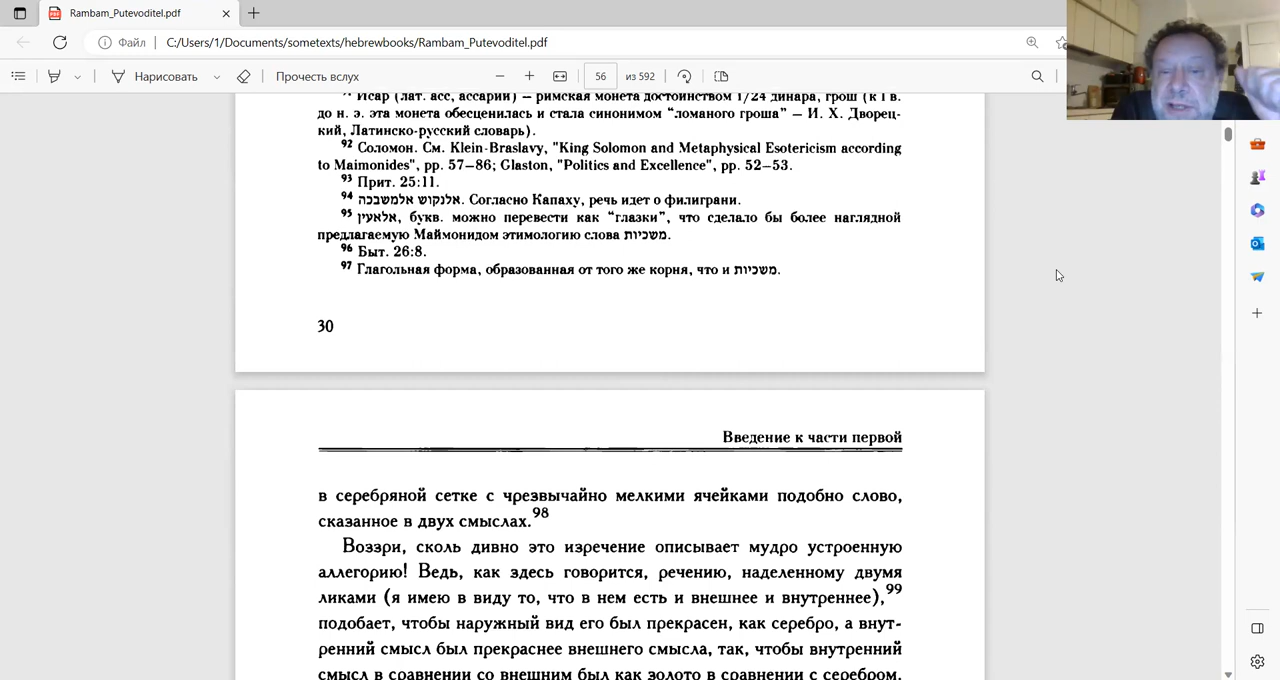 Rambam_Putevoditel.pdf
Файл
C:/Users/1/Documents/sometexts/hebrewbooks/Rambam_Putevoditel.pdf
Нарисовать
Прочесть вслух
56
из 592
Исар (лат. асс, ассарий) — римская монета достоинством 1/24 динара, грош (к I в.
до н. э. эта монета обесценилась и стала синонимом “ломаного гроша” — И. Х. Дворец-
кий, Латинско-русский словарь).
92 Соломон. См. Klein-Braslavy, "King Solomon and Metaphysical Esotericism according
to Maimonides", pp. 57—86; Glaston, "Politics and Excellence", pp. 52—53.
93 Прит. 25:11.
94 אלנקוש אלמשבכה. Согласно Капаху, речь идет о филиграни.
95 אלאעין, букв. можно перевести как “глазки”, что сделало бы более наглядной
предлагаемую Маймонидом этимологию слова משכיות.
96 Быт. 26:8.
97 Глагольная форма, образованная от того же корня, что и משכיות.
30
Введение к части первой
в серебряной сетке с чрезвычайно мелкими ячейками подобно слово,
сказанное в двух смыслах.98
Воззри, сколь дивно это изречение описывает мудро устроенную
аллегорию! Ведь, как здесь говорится, речению, наделенному двумя
ликами (я имею в виду то, что в нем есть и внешнее и внутреннее),99
подобает, чтобы наружный вид его был прекрасен, как серебро, а внут-
ренний смысл был прекраснее внешнего смысла, так, чтобы внутренний
смысл в сравнении со внешним был как золото в сравнении с серебром.